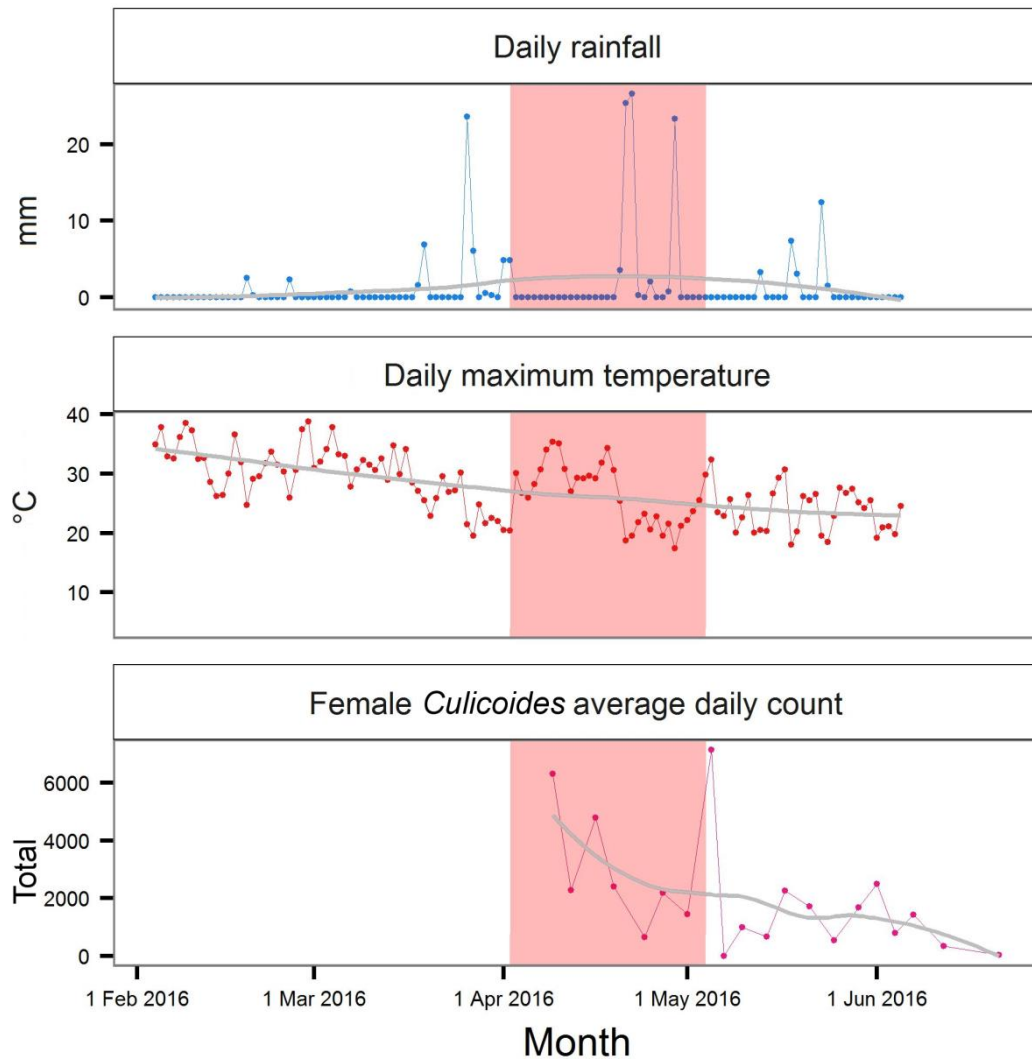 Daily rainfall
mm
20
10
0
Daily maximum temperature
°C
40
30
20
10
Female Culicoides average daily count
Total
6000
4000
2000
0
1 Feb 2016 1 Mar 2016 1 Apr 2016 1 May 2016 1 Jun 2016
Month